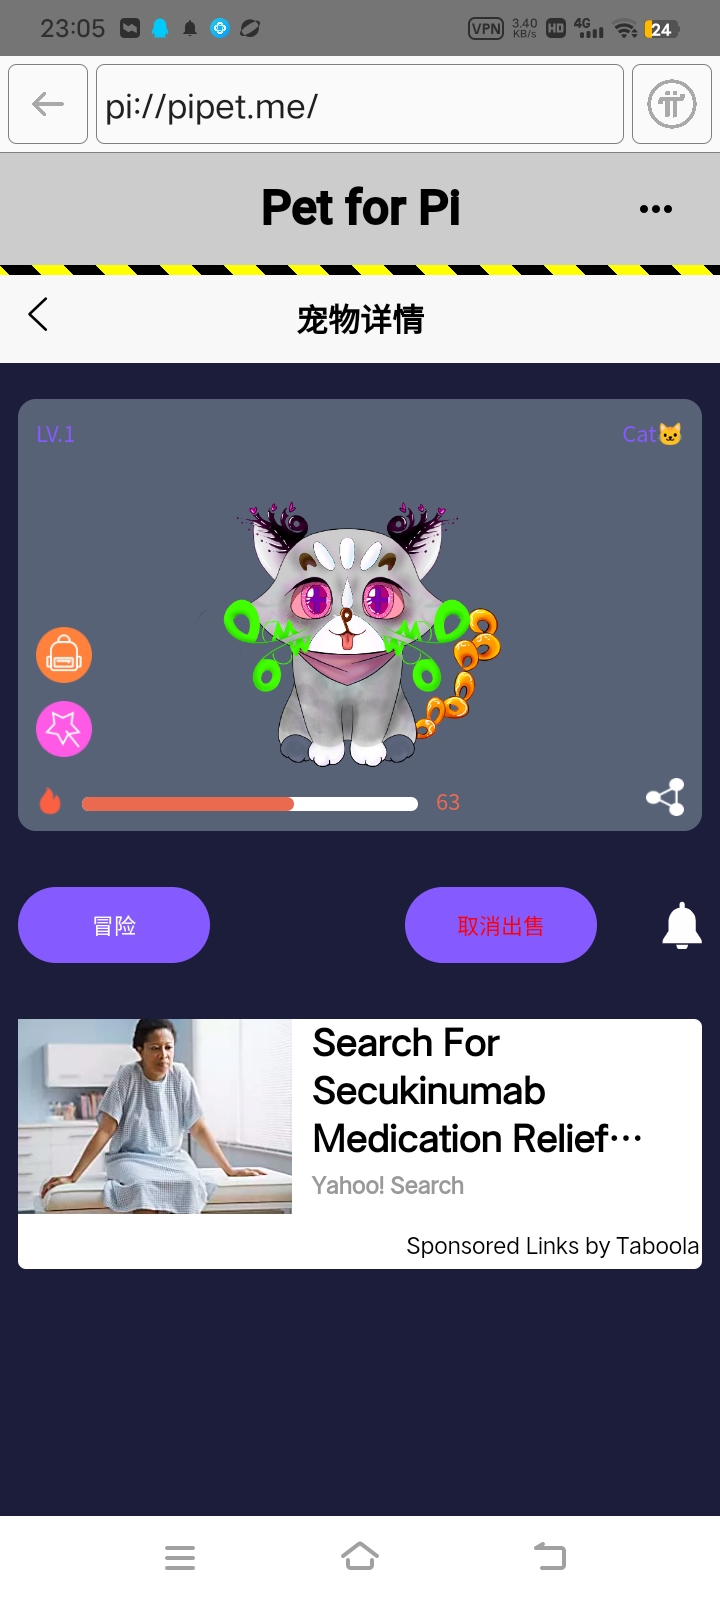 23:05
VPN
3.40
KB/s
HD
4G
24
pi://pipet.me/
Pet for Pi
宠物详情
LV.1
Cat🐱
63
冒险
取消出售
Search For
Secukinumab
Medication Relief⋯
Yahoo! Search
Sponsored Links by Taboola